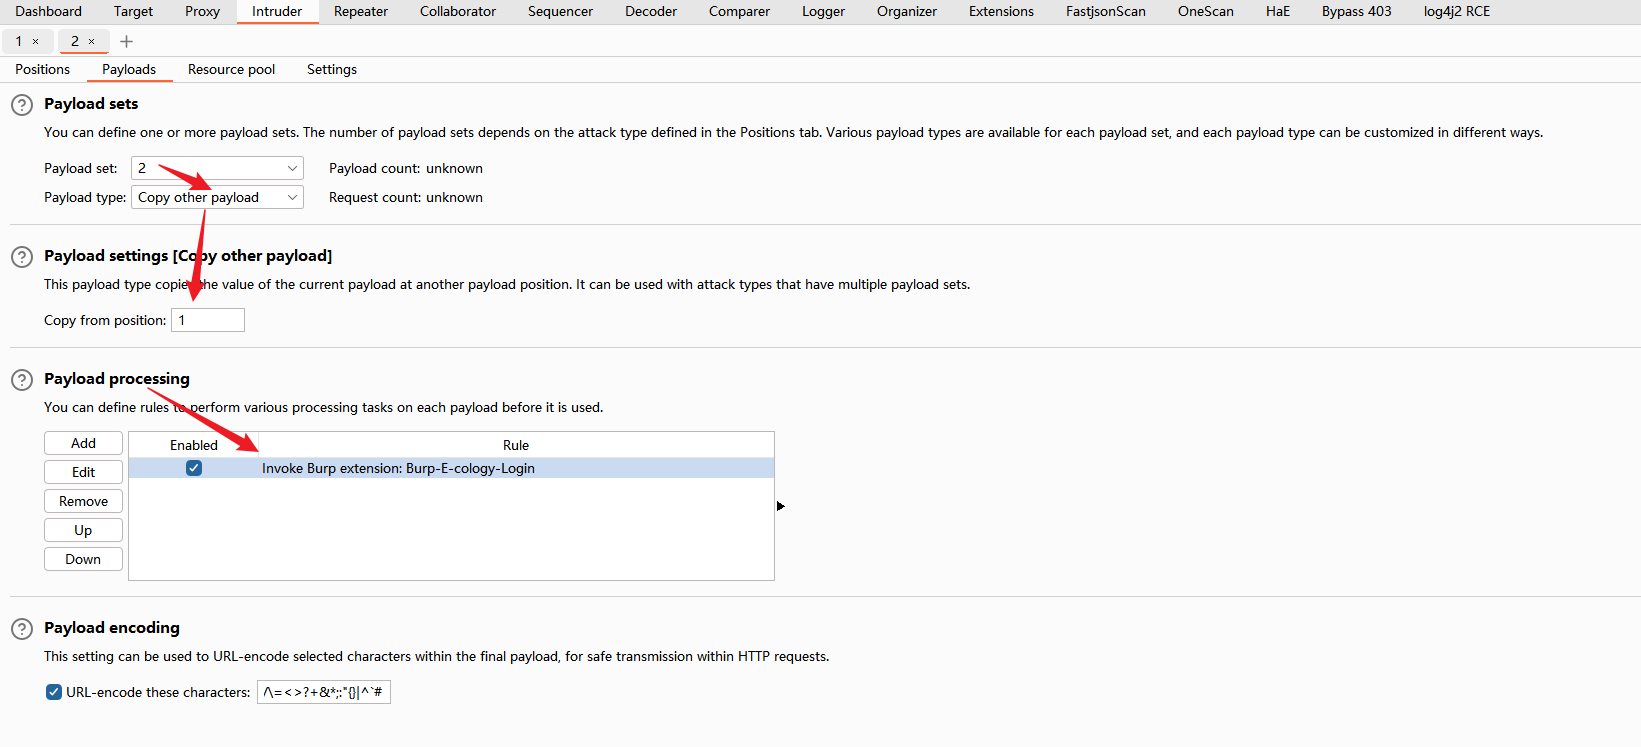 Dashboard Target Proxy Intruder Repeater Collaborator Sequencer Decoder Comparer Logger Organizer Extensions FastjsonScan OneScan HaE Bypass 403 log4j2 RCE
1 × 2 × +
Positions Payloads Resource pool Settings
? Payload sets
You can define one or more payload sets. The number of payload sets depends on the attack type defined in the Positions tab. Various payload types are available for each payload set, and each payload type can be customized in different ways.
Payload set: 2 Payload count: unknown
Payload type: Copy other payload Request count: unknown
? Payload settings [Copy other payload]
This payload type copies the value of the current payload at another payload position. It can be used with attack types that have multiple payload sets.
Copy from position: 1
? Payload processing
You can define rules to perform various processing tasks on each payload before it is used.
Add Enabled Rule
Edit Invoke Burp extension: Burp-E-cology-Login
Remove
Up
Down
? Payload encoding
This setting can be used to URL-encode selected characters within the final payload, for safe transmission within HTTP requests.
URL-encode these characters: /\=<>?+&*;:"{}|^`#